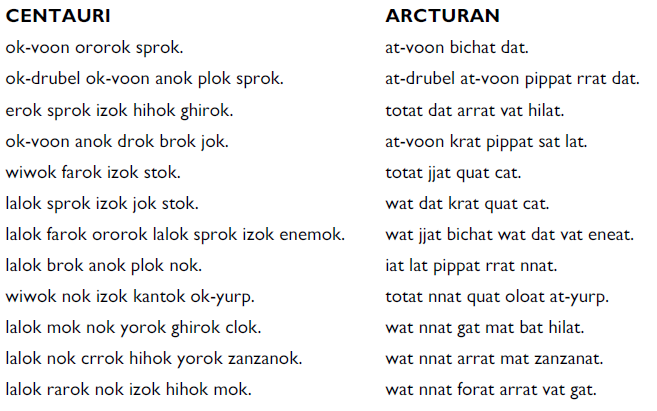 CENTAURI ARCTURAN
ok-voon ororok sprok. at-voon bichat dat.
ok-drubel ok-voon anok plok sprok. at-drubel at-voon pippat rrat dat.
erok sprok izok hihok ghirok. totat dat arrat vat hilat.
ok-voon anok drok brok jok. at-voon krat pippat sat lat.
wiwok farok izok stok. totat jjat quat cat.
lalok sprok izok jok stok. wat dat krat quat cat.
lalok farok ororok lalok sprok izok enemok. wat jjat bichat wat dat vat eneat.
lalok brok anok plok nok. iat lat pippat rrat nnat.
wiwok nok izok kantok ok-yurp. totat nnat quat oloat at-yurp.
lalok mok nok yorok ghirok clok. wat nnat gat mat bat hilat.
lalok nok crrok hihok yorok zanzanok. wat nnat arrat mat zanzanat.
lalok rarok nok izok hihok mok. wat nnat forat arrat vat gat.